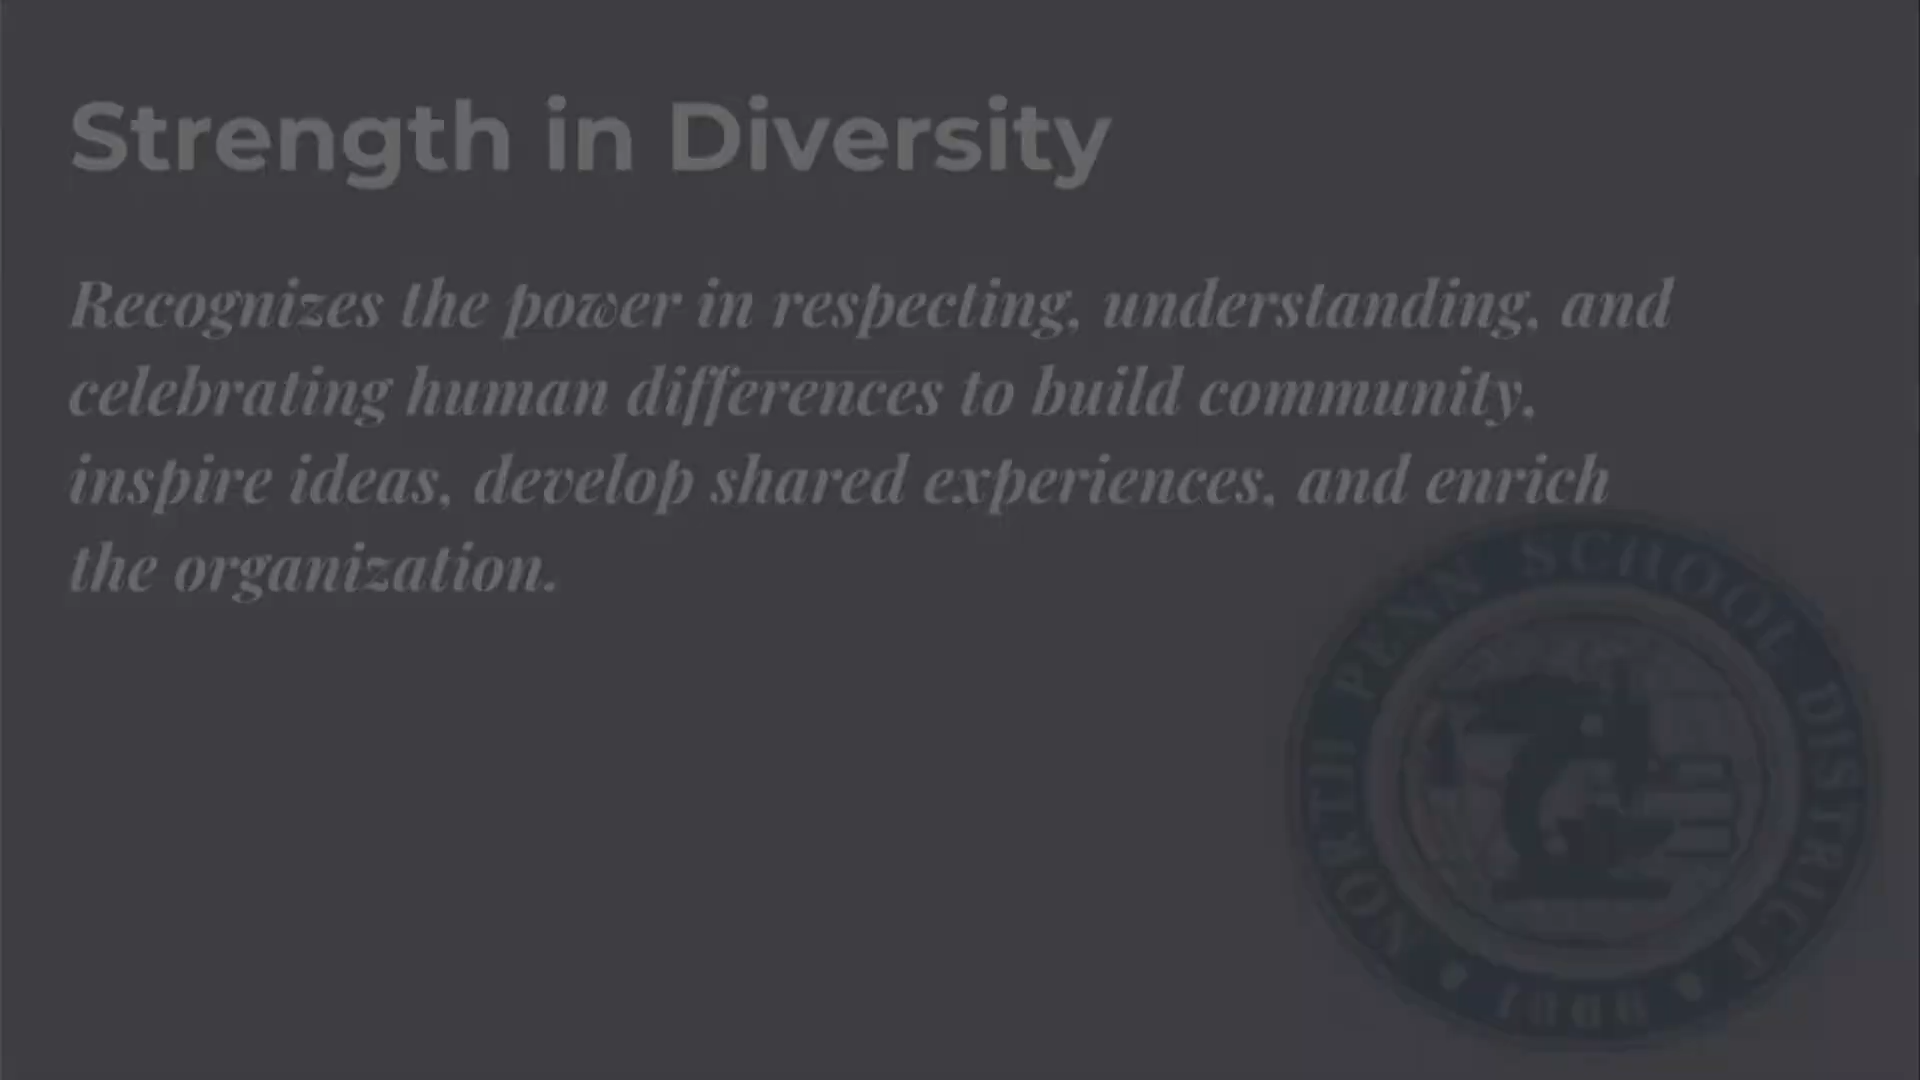 Strength in Diversity
Recognizes the power in respecting, understanding, and
celebrating human differences to build community,
inspire ideas, develop shared experiences, and enrich
the organization.
NORTH PENN SCHOOL DISTRICT